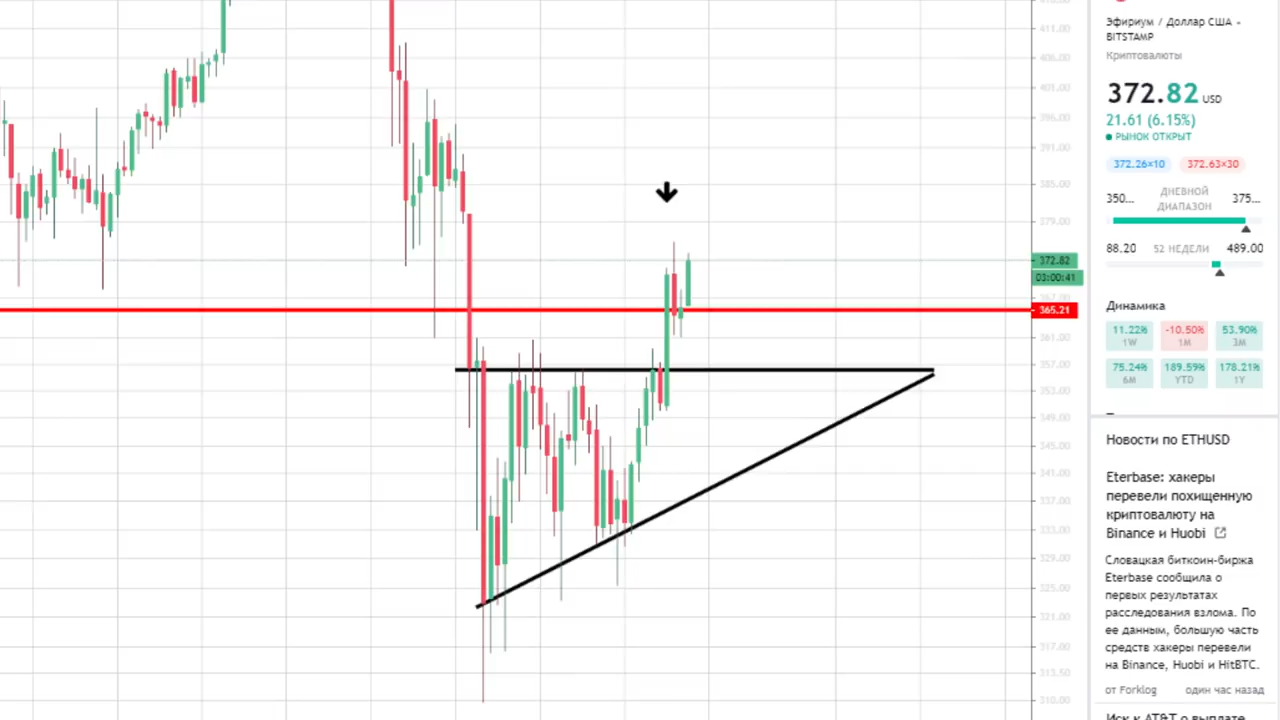 411.00
406.00
401.00
396.00
391.00
385.00
379.00
372.82
03:00:41
365.21
361.00
357.00
353.00
349.00
345.00
341.00
337.00
333.00
329.00
325.00
321.00
317.00
313.50
310.00
Эфириум / Доллар США -
BITSTAMP
Криптовалюты
372.82 USD
21.61 (6.15%)
РЫНОК ОТКРЫТ
372.26×10 372.63×30
350... ДНЕВНОЙ ДИАПАЗОН 375...
88.20 52 НЕДЕЛИ 489.00
Динамика
11.22% -10.50% 53.90%
1W 1M 3M
75.24% 189.59% 178.21%
6M YTD 1Y
Новости по ETHUSD
Eterbase: хакеры
перевели похищенную
криптовалюту на
Binance и Huobi
Словацкая биткоин-биржа
Eterbase сообщила о
первых результатах
расследования взлома. По
ее данным, большую часть
средств хакеры перевели
на Binance, Huobi и HitBTC.
от Forklog один час назад
Иск к AT&T о выплате